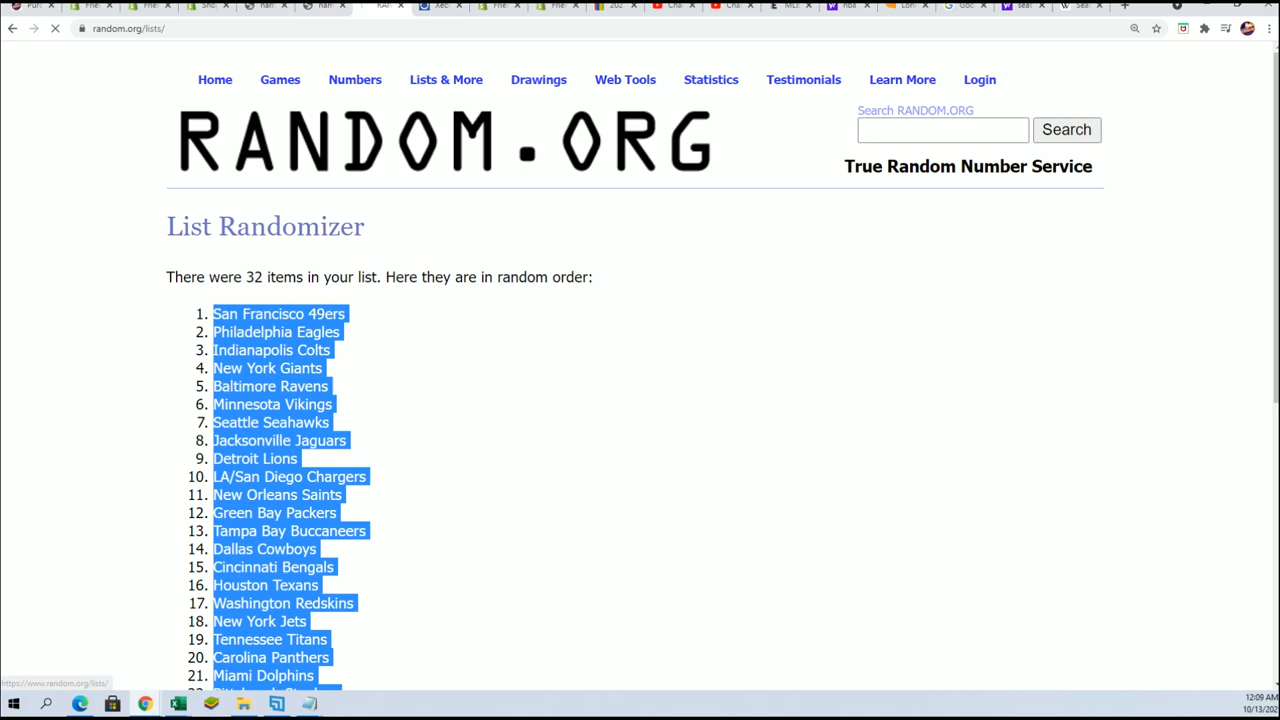 random.org/lists/
Home Games Numbers Lists & More Drawings Web Tools Statistics Testimonials Learn More Login
RANDOM.ORG
Search RANDOM.ORG
Search
True Random Number Service
List Randomizer
There were 32 items in your list. Here they are in random order:
1. San Francisco 49ers
2. Philadelphia Eagles
3. Indianapolis Colts
4. New York Giants
5. Baltimore Ravens
6. Minnesota Vikings
7. Seattle Seahawks
8. Jacksonville Jaguars
9. Detroit Lions
10. LA/San Diego Chargers
11. New Orleans Saints
12. Green Bay Packers
13. Tampa Bay Buccaneers
14. Dallas Cowboys
15. Cincinnati Bengals
16. Houston Texans
17. Washington Redskins
18. New York Jets
19. Tennessee Titans
20. Carolina Panthers
21. Miami Dolphins
https://www.random.org/lists/
12:09 AM
10/13/202